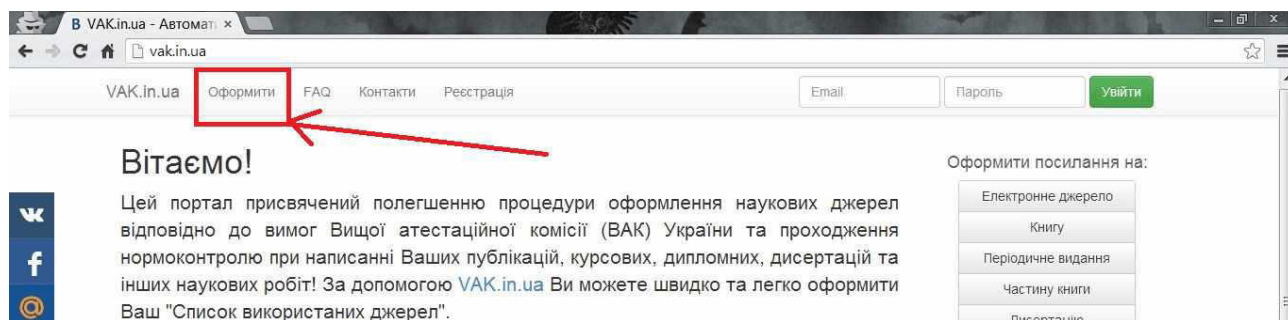 B VAK.in.ua - Автомат
vak.in.ua
VAK.in.ua Оформити FAQ Контакти Реєстрація Email Пароль Увійти
Вітаємо!
Цей портал присвячений полегшенню процедури оформлення наукових джерел
відповідно до вимог Вищої атестаційної комісії (ВАК) України та проходження
нормоконтролю при написанні Ваших публікацій, курсових, дипломних, дисертацій та
інших наукових робіт! За допомогою VAK.in.ua Ви можете швидко та легко оформити
Ваш "Список використаних джерел".
Оформити посилання на:
Електронне джерело
Книгу
Періодичне видання
Частину книги
Дисертацію